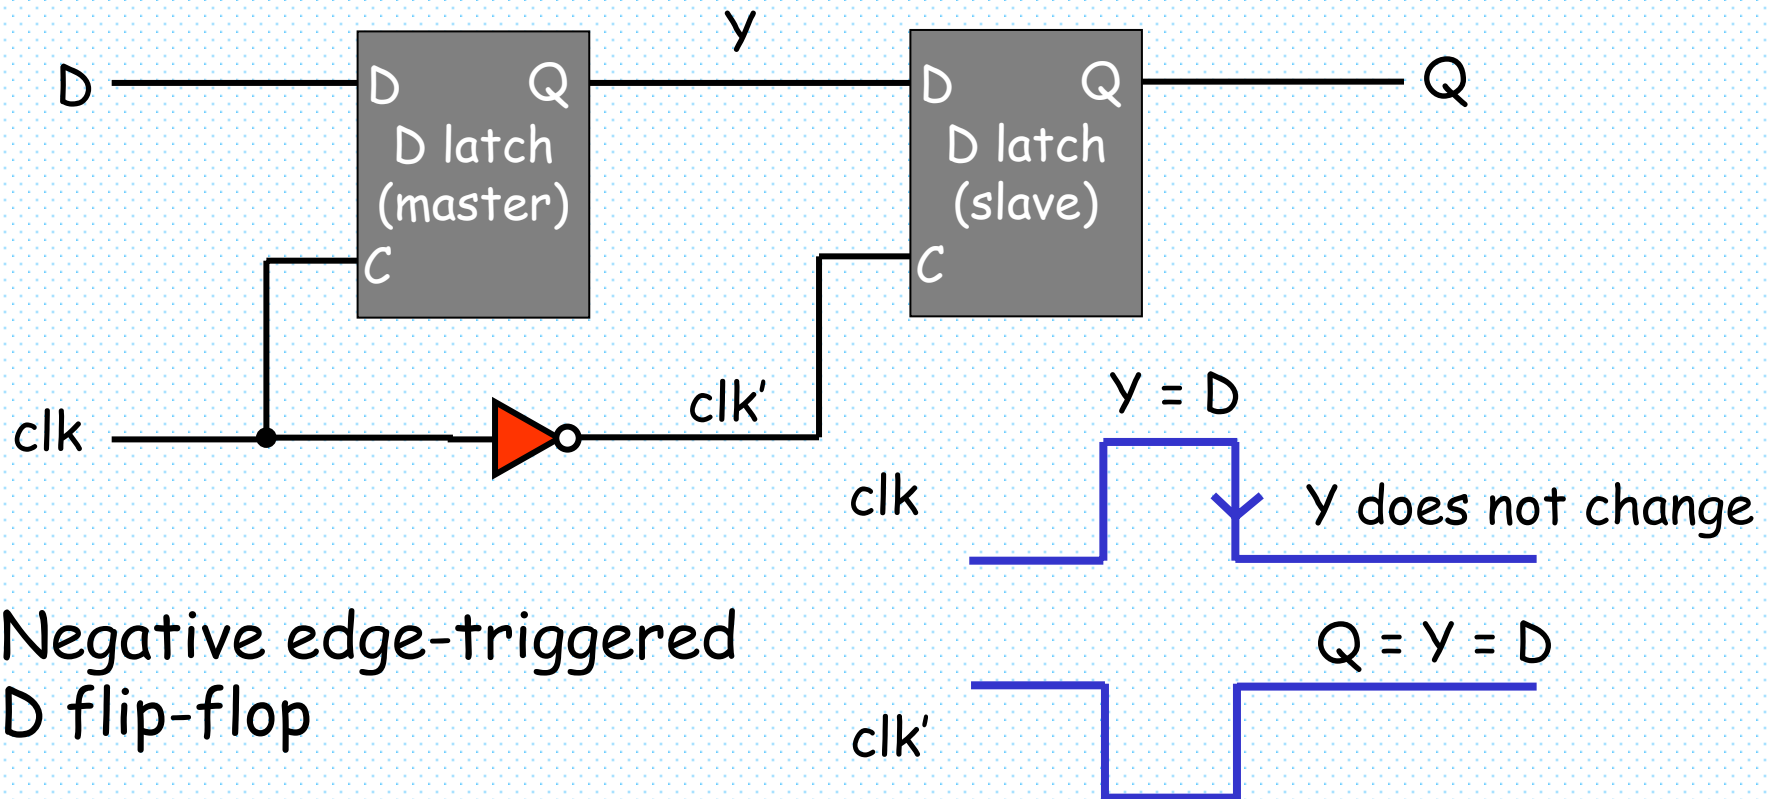 Y
D
D Q
D latch
(master)
C
D Q
D latch
(slave)
C
Q
clk
clk'
Y = D
clk
Y does not change
Negative edge-triggered
D flip-flop
Q = Y = D
clk'